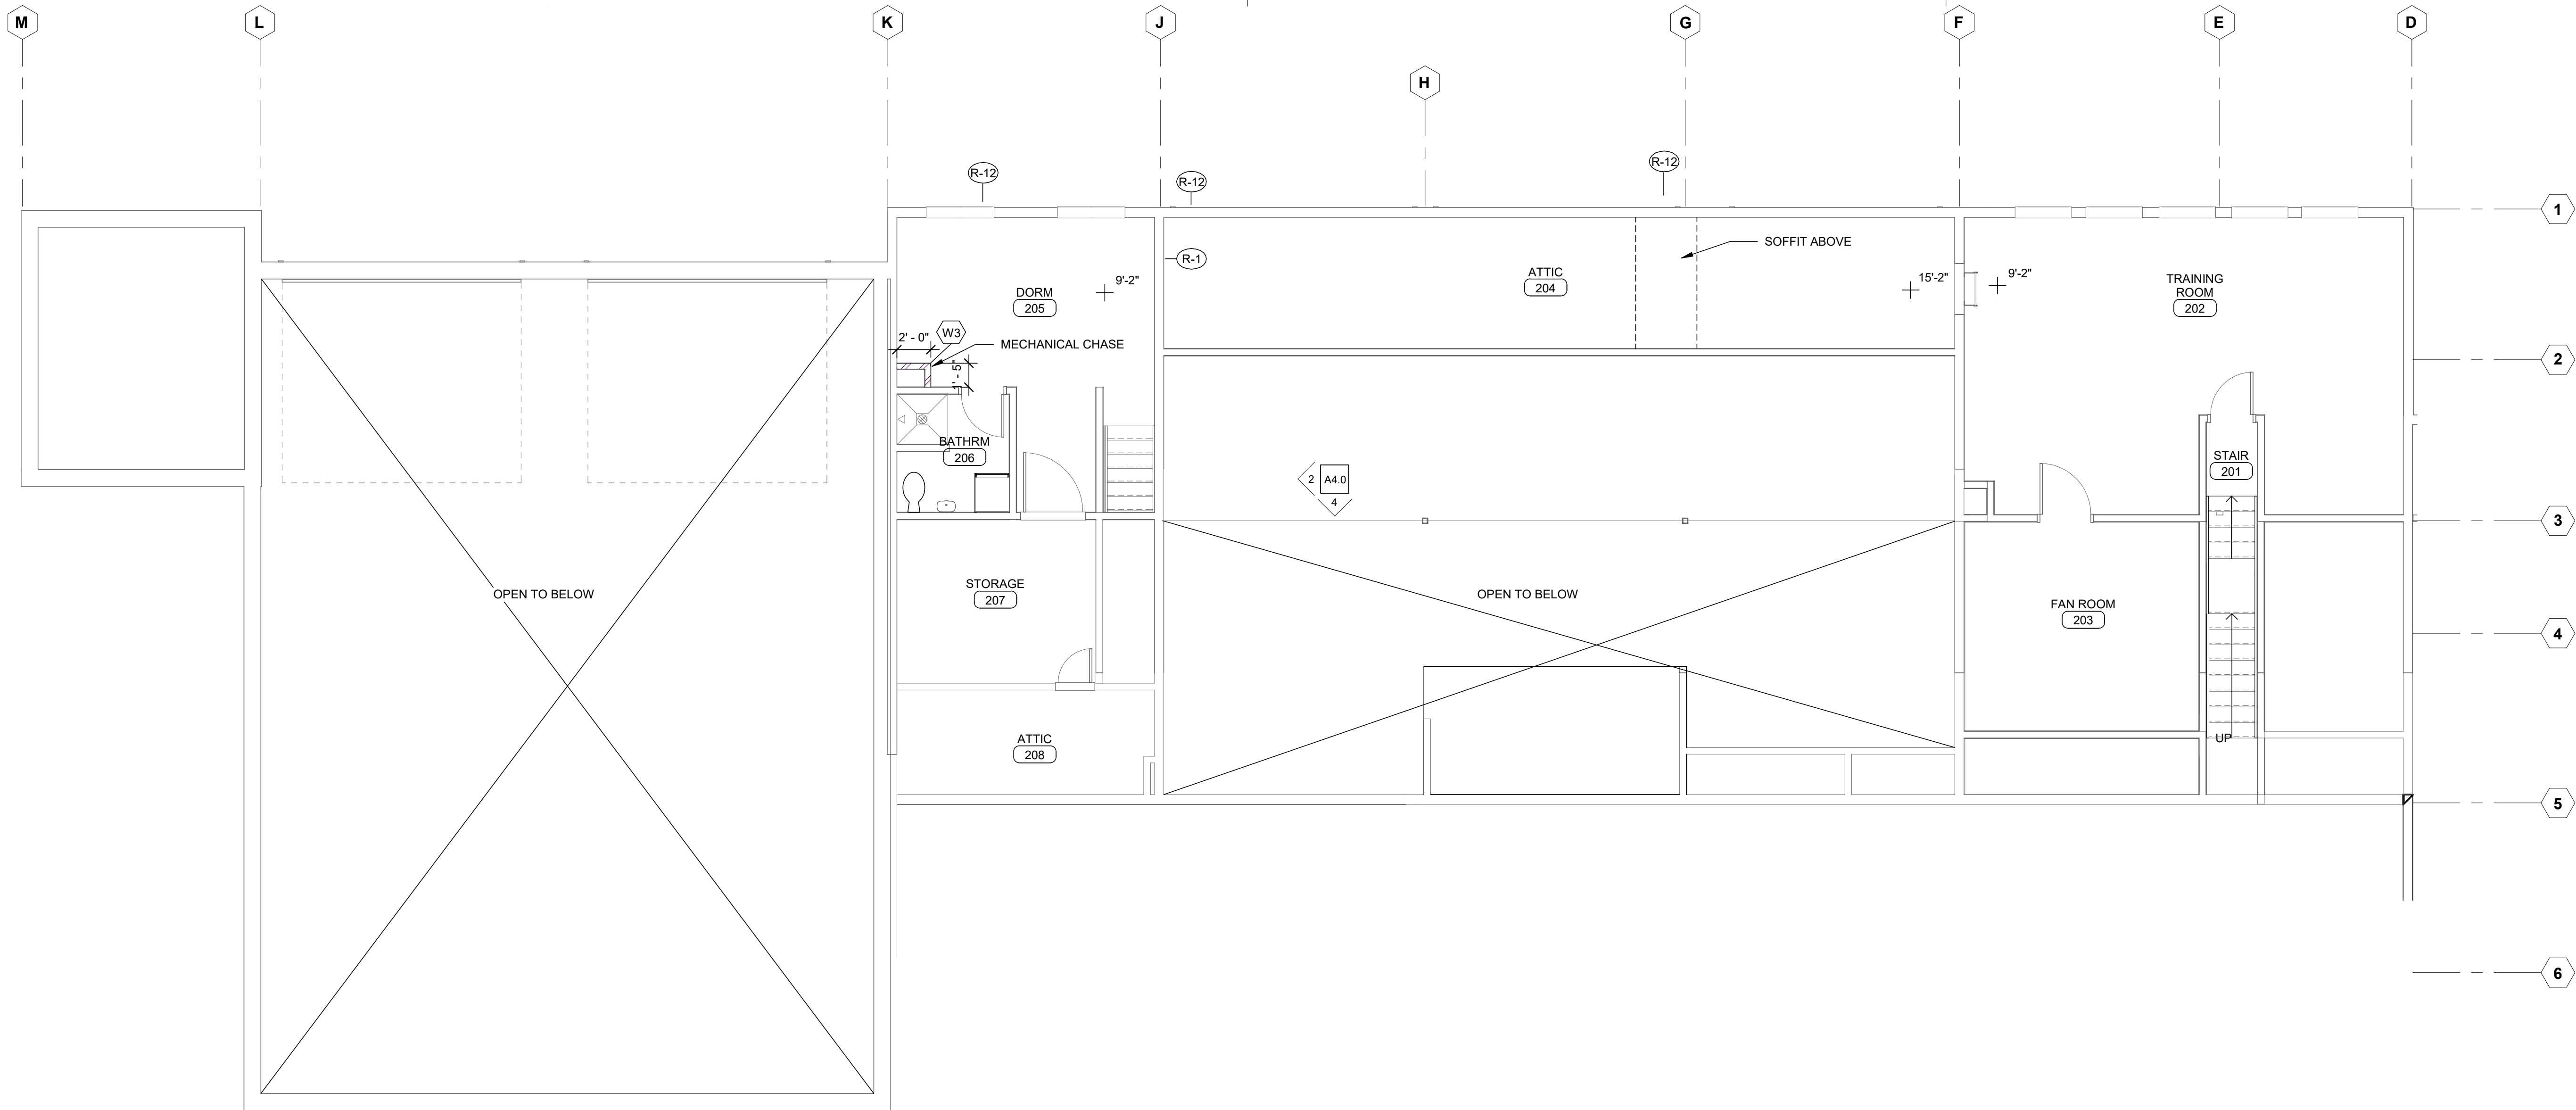 M
L
K
J
H
G
F
E
D
R-12
R-12
R-12
1
SOFFIT ABOVE
R-1
9'-2"
DORM
205
ATTIC
204
15'-2"
9'-2"
TRAINING
ROOM
202
2' - 0"
W3
MECHANICAL CHASE
1' - 5"
2
BATHRM
206
STAIR
201
2
A4.0
4
3
STORAGE
207
OPEN TO BELOW
OPEN TO BELOW
FAN ROOM
203
4
ATTIC
208
UP
5
6